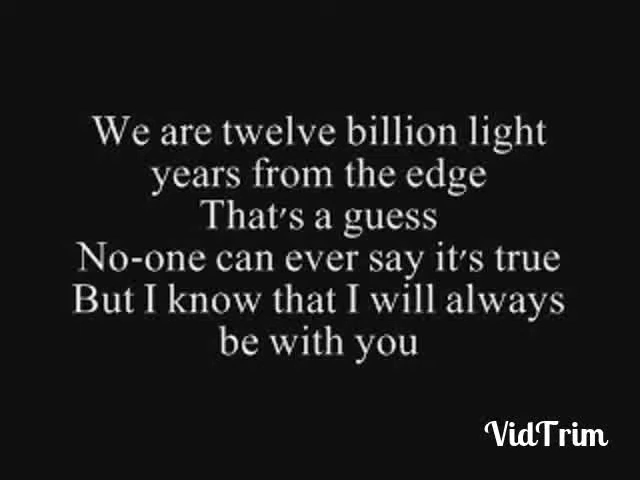 We are twelve billion light
years from the edge
That's a guess
No-one can ever say it's true
But I know that I will always
be with you
VidTrim